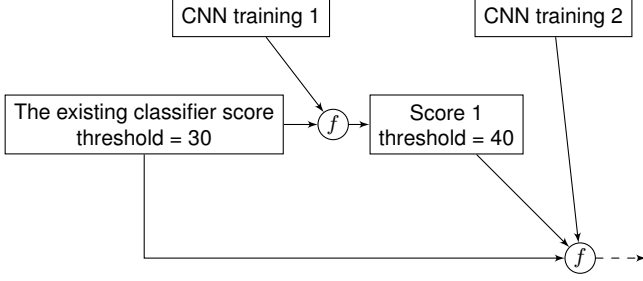 CNN training 1
CNN training 2
The existing classifier score
threshold = 30
f
Score 1
threshold = 40
f